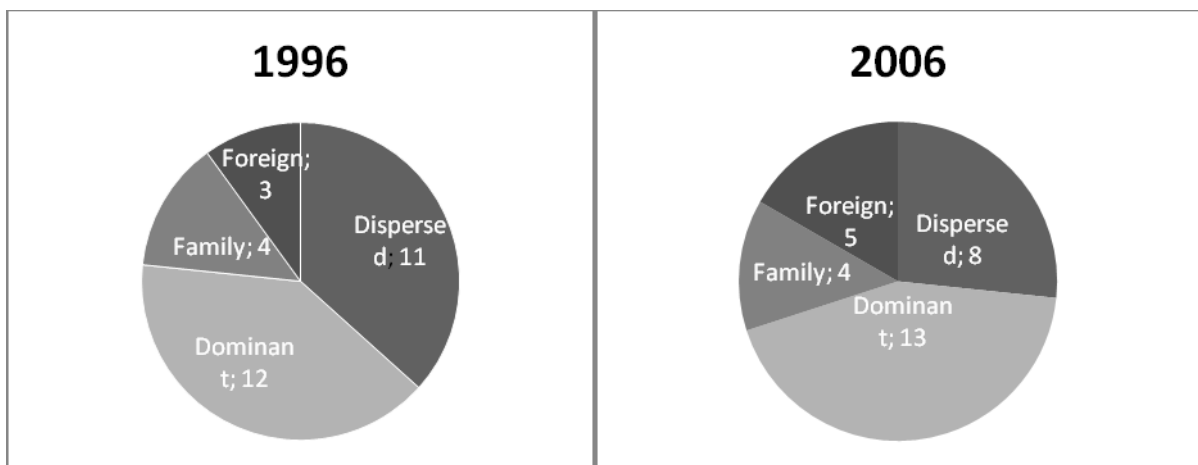 1996
Foreign;
3
Disperse
d; 11
Family; 4
Dominan
t; 12
2006
Foreign;
5
Disperse
d; 8
Family; 4
Dominan
t; 13